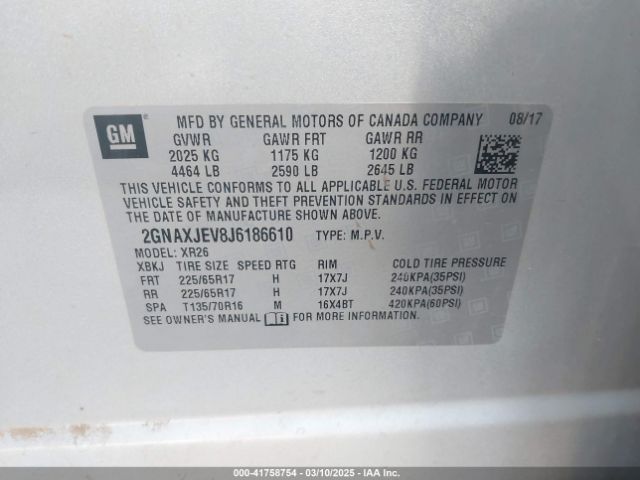 GM
MFD BY GENERAL MOTORS OF CANADA COMPANY 08/17
GVWR GAWR FRT GAWR RR
2025 KG 1175 KG 1200 KG
4464 LB 2590 LB 2645 LB
THIS VEHICLE CONFORMS TO ALL APPLICABLE U.S. FEDERAL MOTOR
VEHICLE SAFETY AND THEFT PREVENTION STANDARDS IN EFFECT ON
THE DATE OF MANUFACTURE SHOWN ABOVE.
2GNAXJEV8J6186610 TYPE: M.P.V.
MODEL: XR26
XBKJ TIRE SIZE SPEED RTG RIM COLD TIRE PRESSURE
FRT 225/65R17 H 17X7J 240KPA(35PSI)
RR 225/65R17 H 17X7J 240KPA(35PSI)
SPA T135/70R16 M 16X4BT 420KPA(60PSI)
SEE OWNER'S MANUAL FOR MORE INFORMATION.
000-41758754 — 03/10/2025 — IAAI.COM